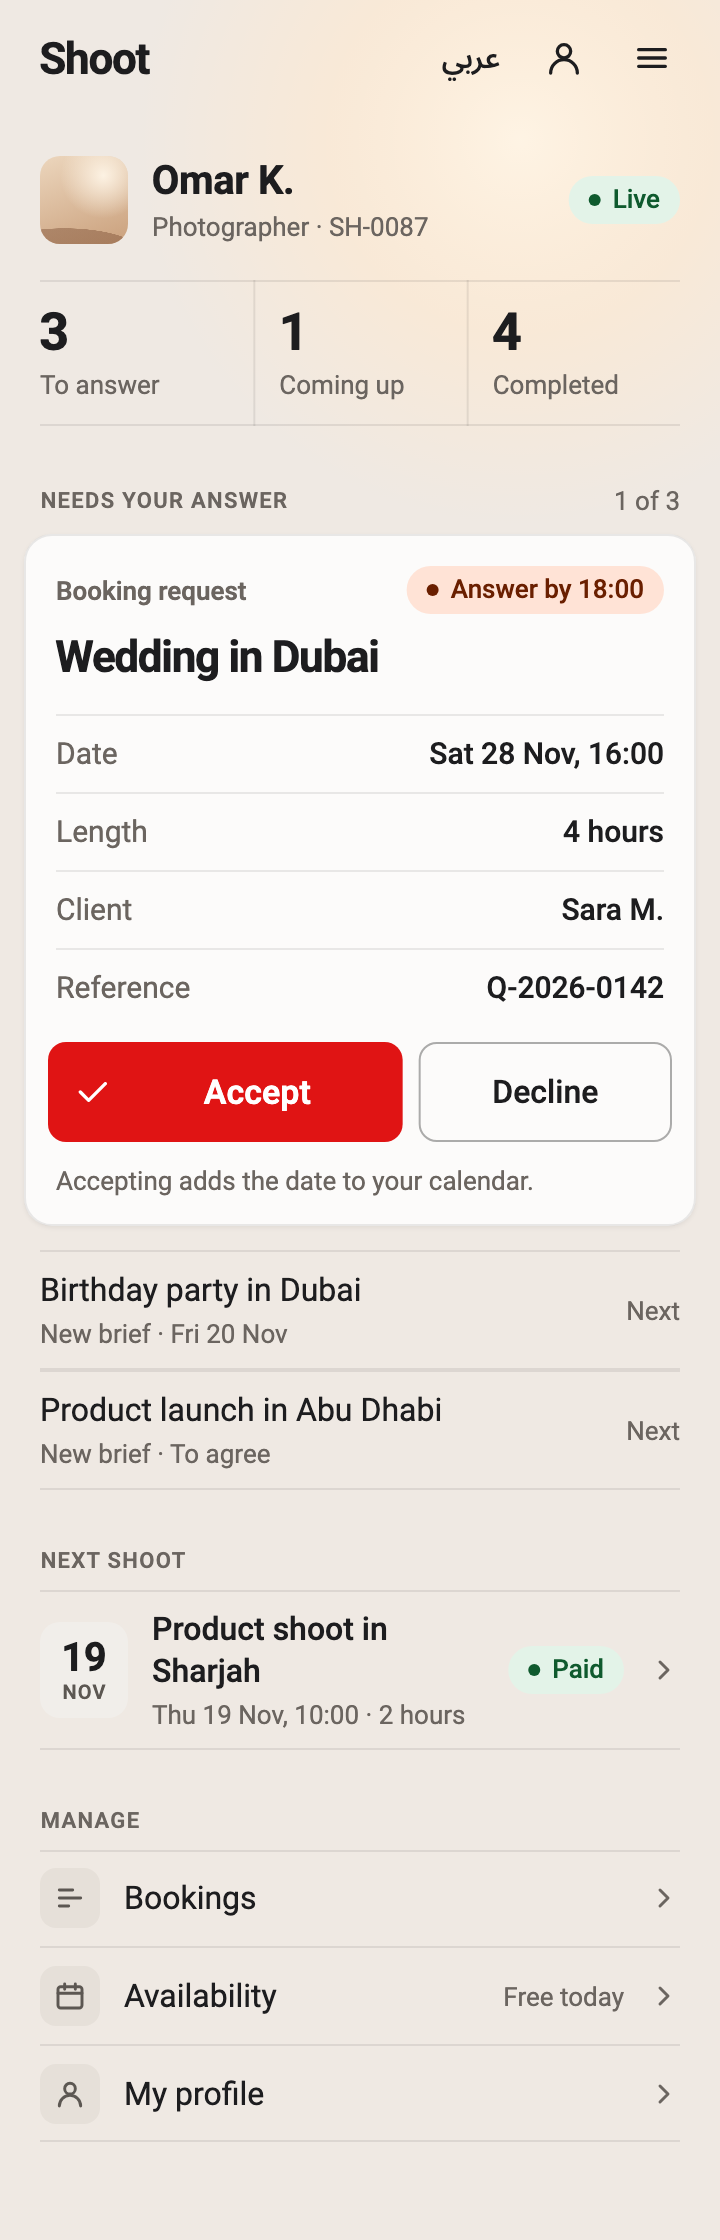 Shoot
عربي
Omar K.
Photographer · SH-0087
Live
3
To answer
1
Coming up
4
Completed
NEEDS YOUR ANSWER
1 of 3
Booking request
Answer by 18:00
Wedding in Dubai
Date
Sat 28 Nov, 16:00
Length
4 hours
Client
Sara M.
Reference
Q-2026-0142
Accept
Decline
Accepting adds the date to your calendar.
Birthday party in Dubai
New brief · Fri 20 Nov
Next
Product launch in Abu Dhabi
New brief · To agree
Next
NEXT SHOOT
19
NOV
Product shoot in
Sharjah
Thu 19 Nov, 10:00 · 2 hours
Paid
MANAGE
Bookings
Availability
Free today
My profile